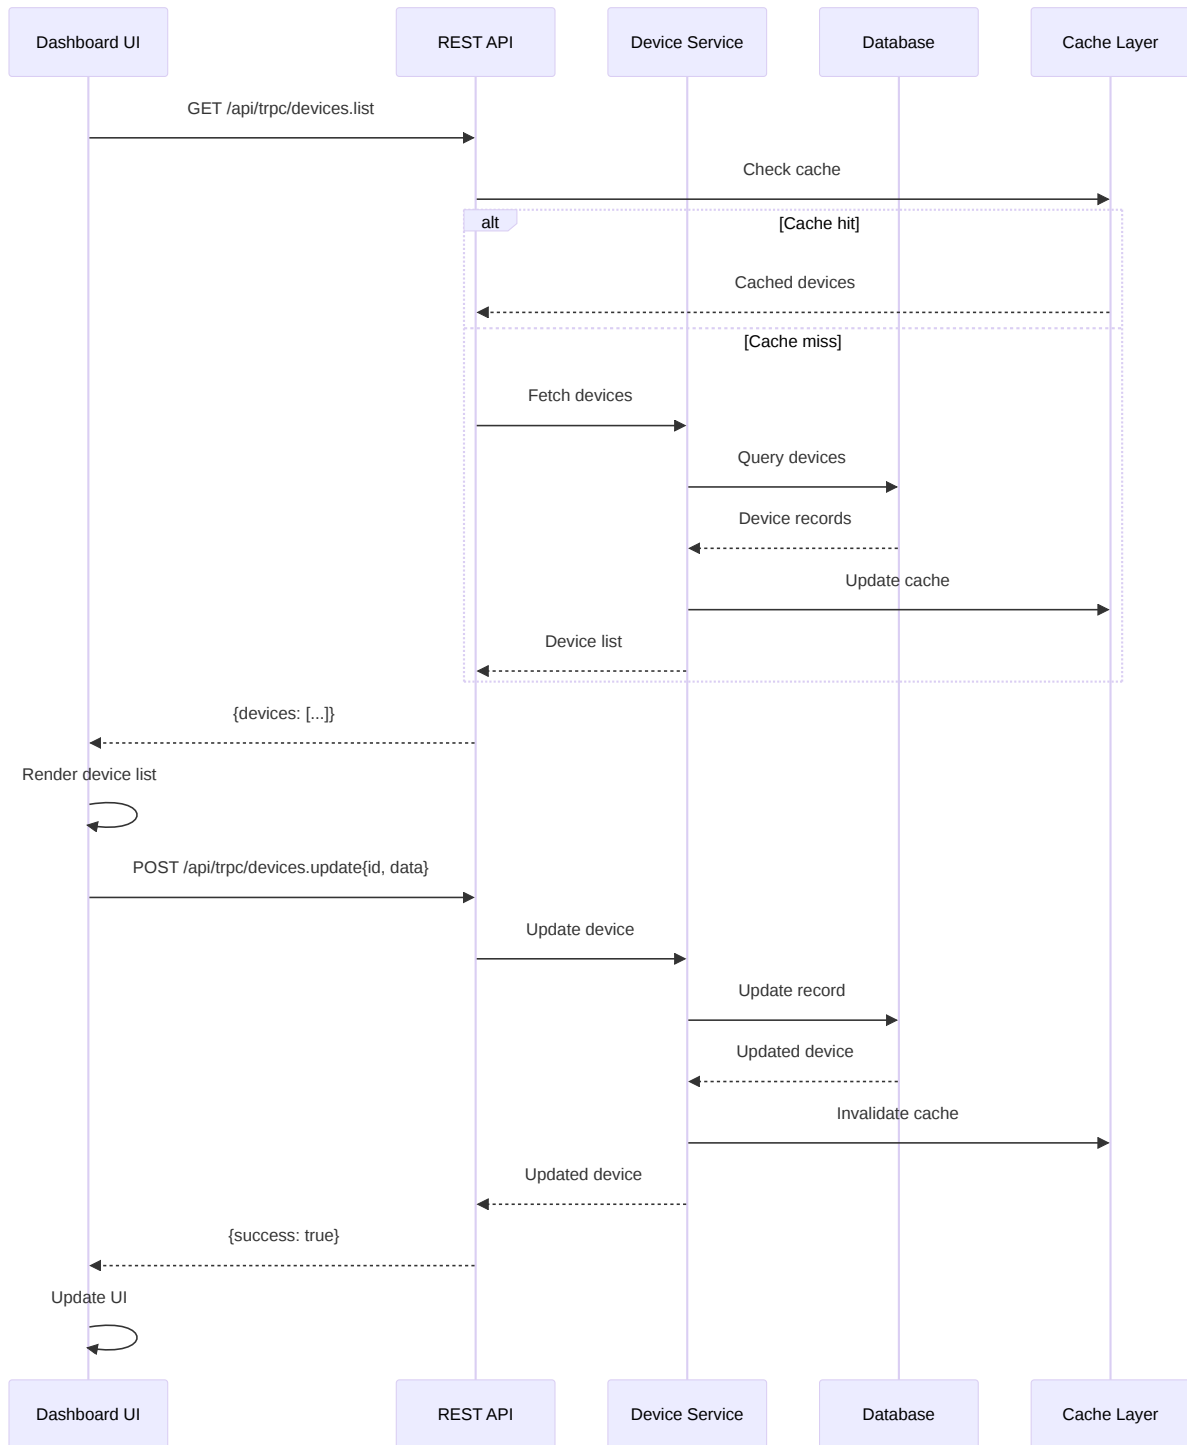 Dashboard UI
REST API
Device Service
Database
Cache Layer
GET /api/trpc/devices.list
Check cache
alt
[Cache hit]
Cached devices
[Cache miss]
Fetch devices
Query devices
Device records
Update cache
Device list
{devices: [...]}
Render device list
POST /api/trpc/devices.update{id, data}
Update device
Update record
Updated device
Invalidate cache
Updated device
{success: true}
Update UI
Dashboard UI
REST API
Device Service
Database
Cache Layer